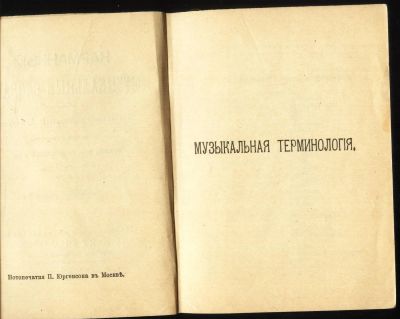 Нотопечатня П. Юргенсона въ Москвѣ.
МУЗЫКАЛЬНАЯ ТЕРМИНОЛОГІЯ.